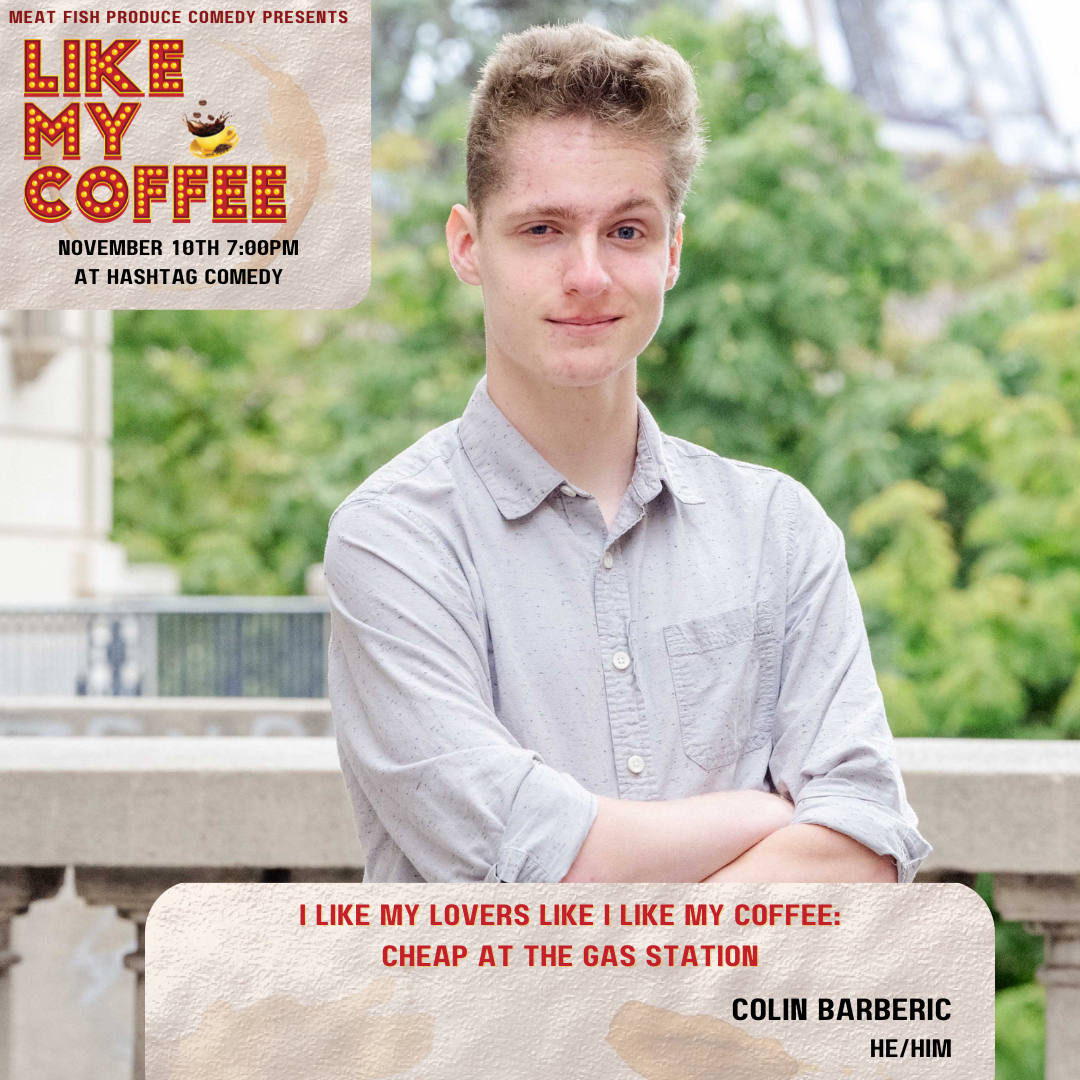 MEAT FISH PRODUCE COMEDY PRESENTS
LIKE
MY
COFFEE
NOVEMBER 10TH 7:00PM
AT HASHTAG COMEDY
I LIKE MY LOVERS LIKE I LIKE MY COFFEE:
CHEAP AT THE GAS STATION
COLIN BARBERIC
HE/HIM